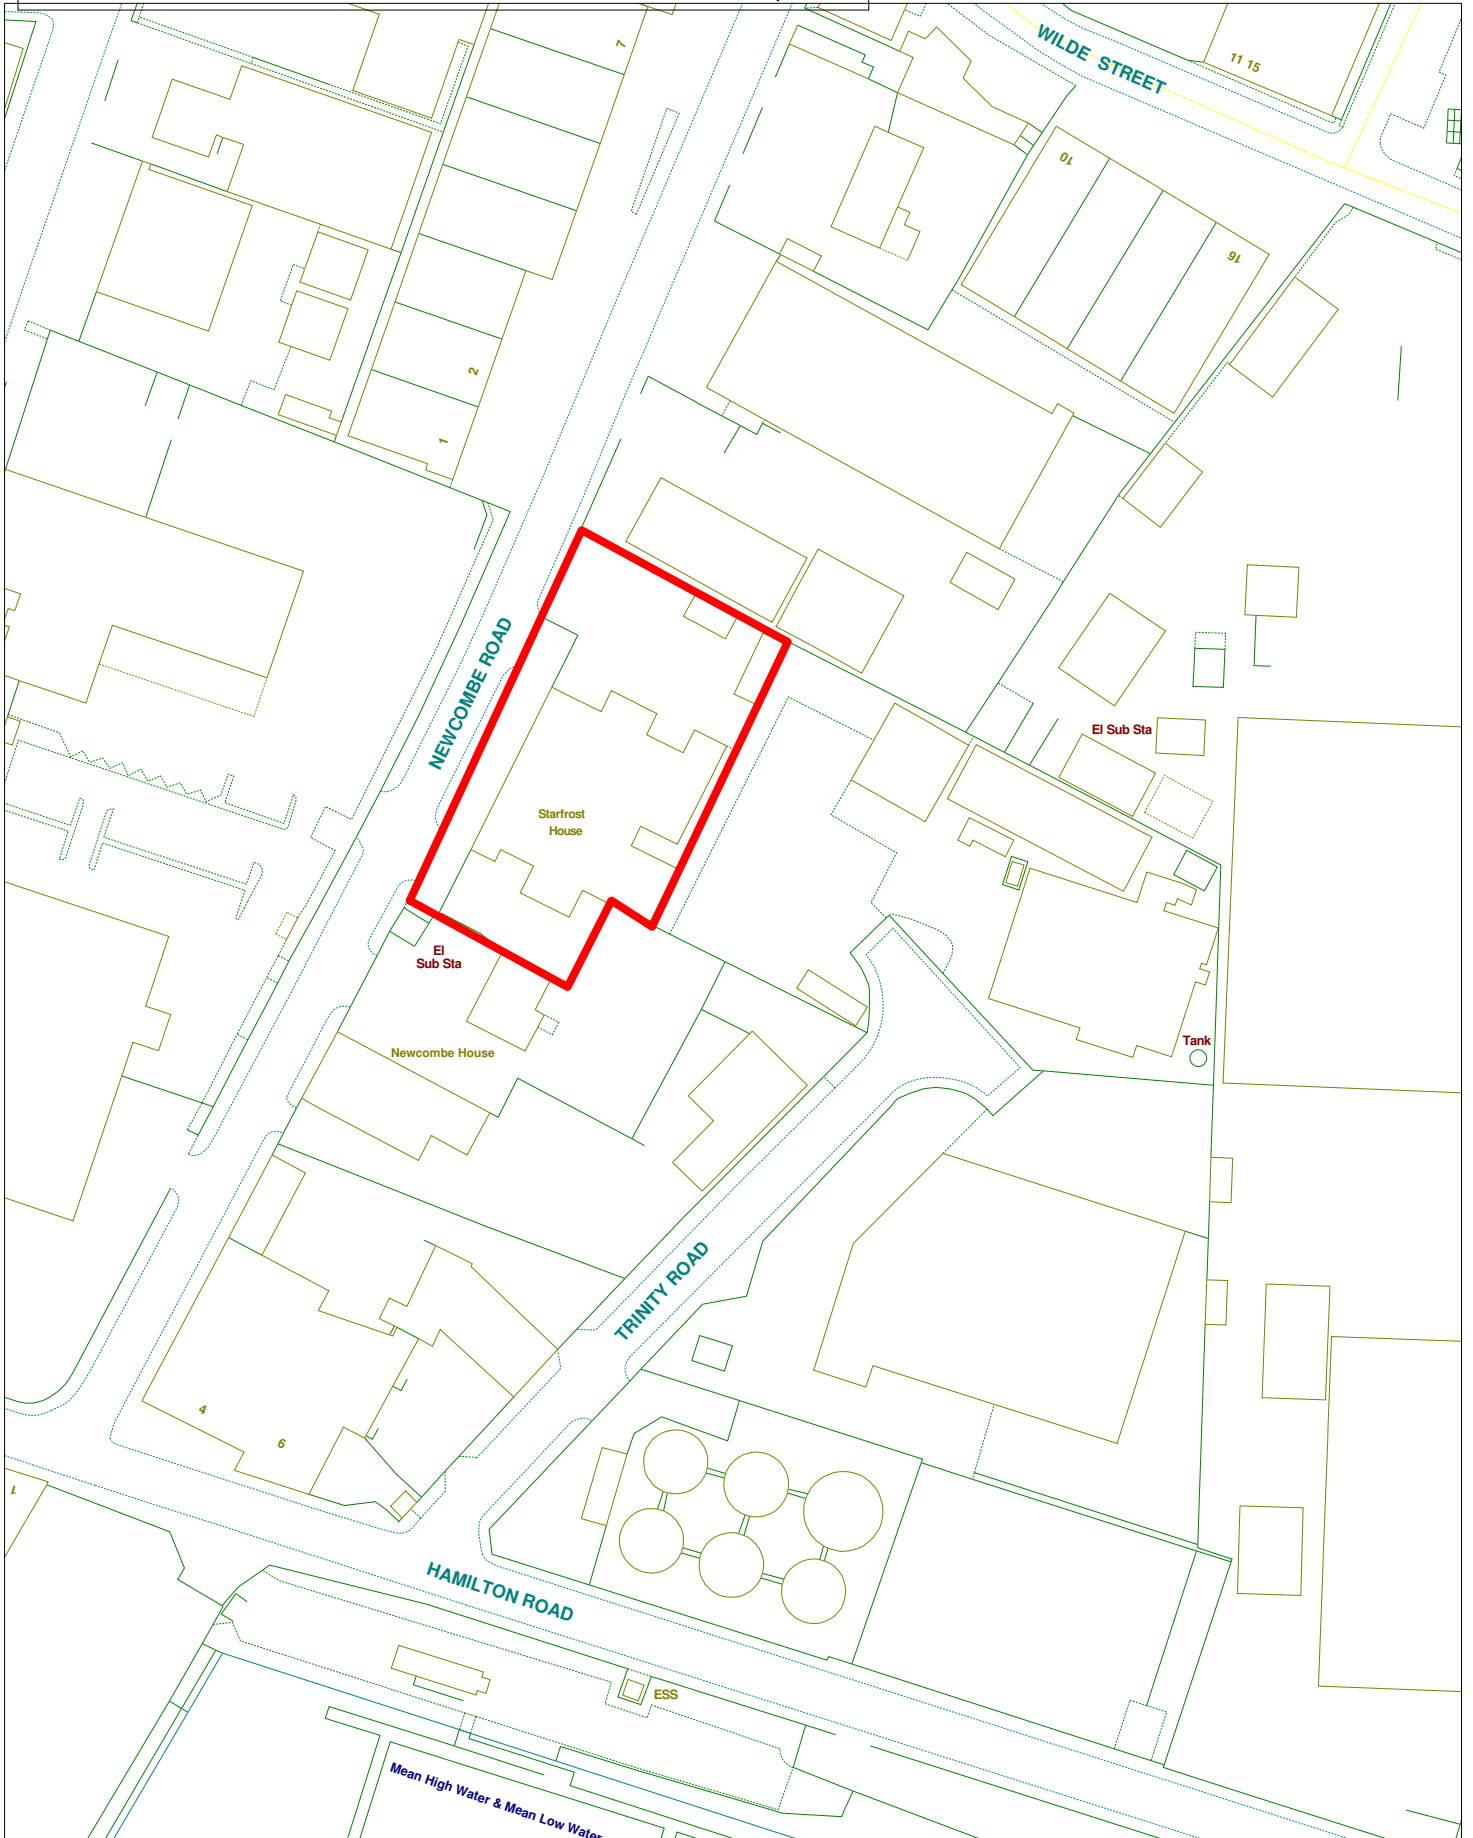 WILDE STREET
11 15
7
10
16
2
1
NEWCOMBE ROAD
El Sub Sta
Starfrost
House
El
Sub Sta
Newcombe House
Tank
TRINITY ROAD
4
6
1
HAMILTON ROAD
ESS
Mean High Water & Mean Low Water